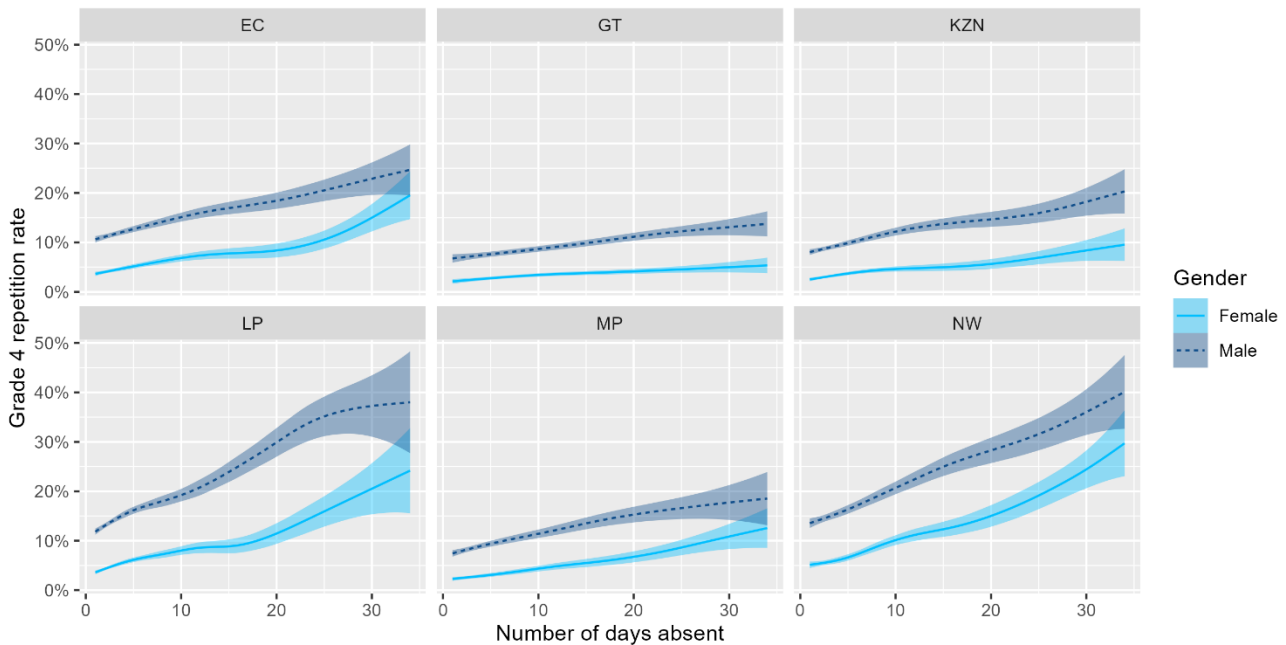 EC
GT
KZN
50%
40%
30%
20%
10%
0%
LP
MP
NW
50%
40%
30%
20%
10%
0%
0
10
20
30
0
10
20
30
0
10
20
30
Grade 4 repetition rate
Number of days absent
Gender
Female
Male